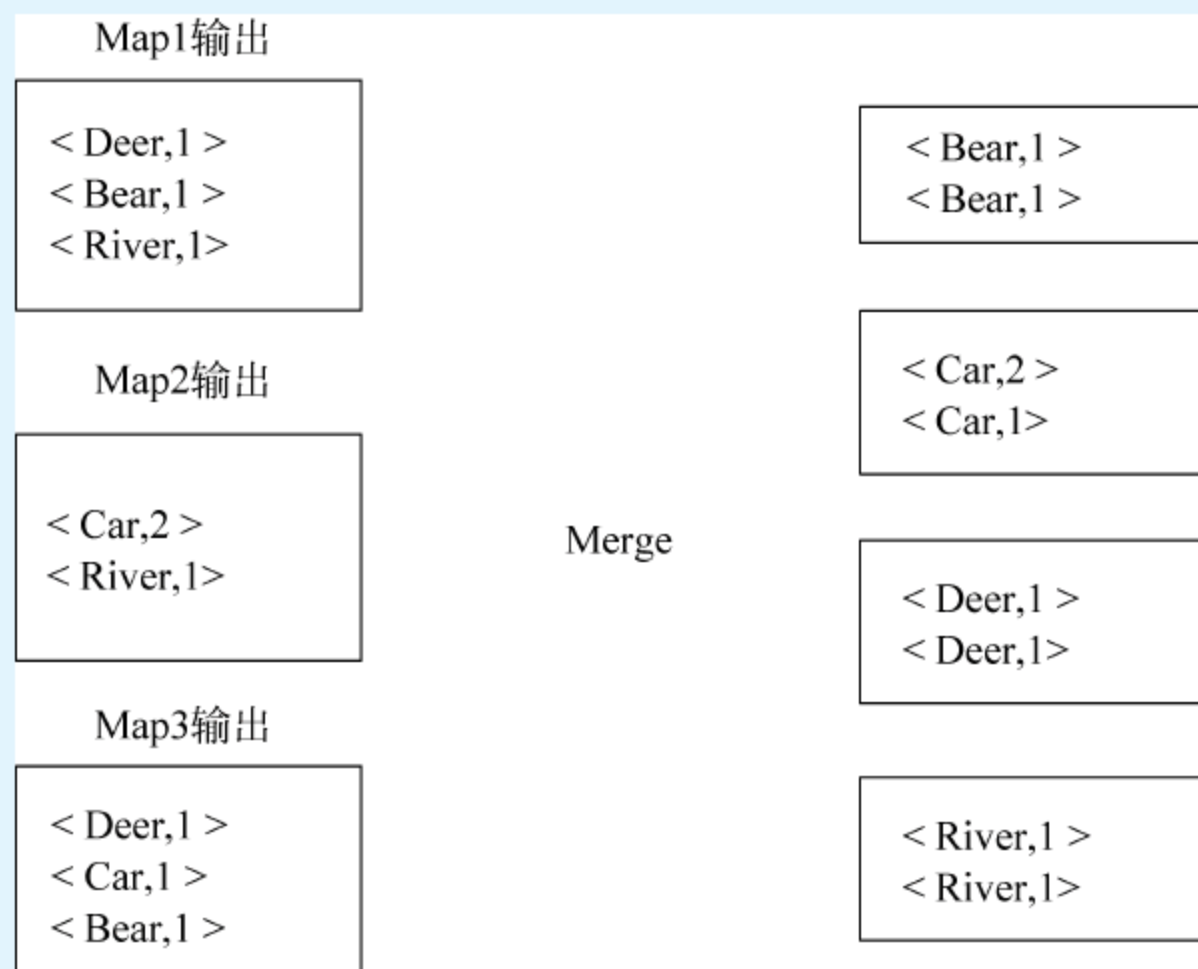 Map1输出
< Deer,1 >
< Bear,1 >
< River,1>
Map2输出
< Car,2 >
< River,1>
Map3输出
< Deer,1 >
< Car,1 >
< Bear,1 >
Merge
< Bear,1 >
< Bear,1 >
< Car,2 >
< Car,1>
< Deer,1 >
< Deer,1>
< River,1 >
< River,1>